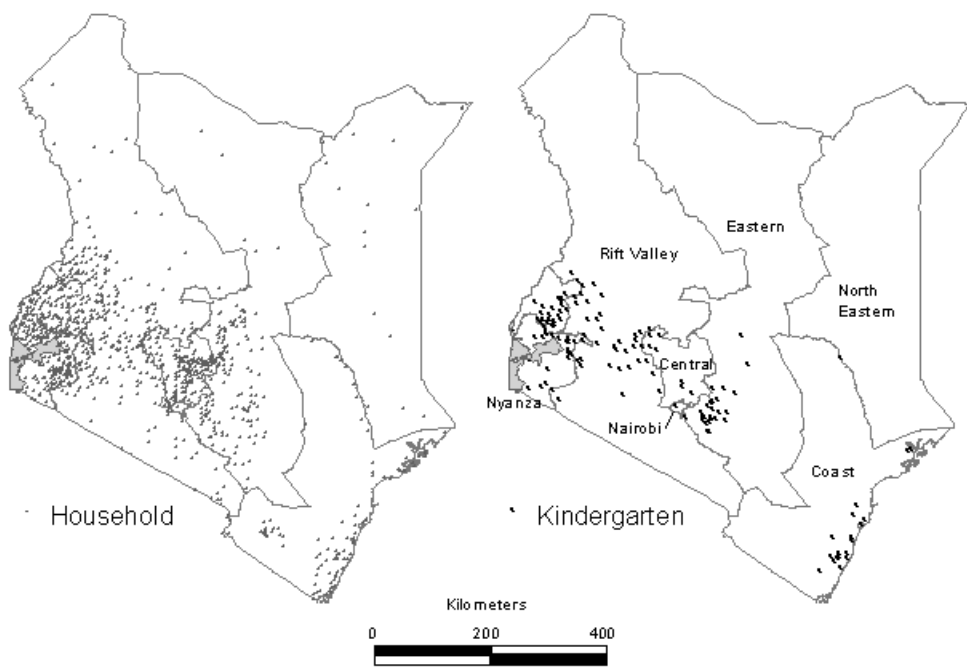 Eastern
Rift Valley
North
Eastern
Central
Nyanza
Nairobi
Coast
Household
Kindergarten
Kilometers
0 200 400